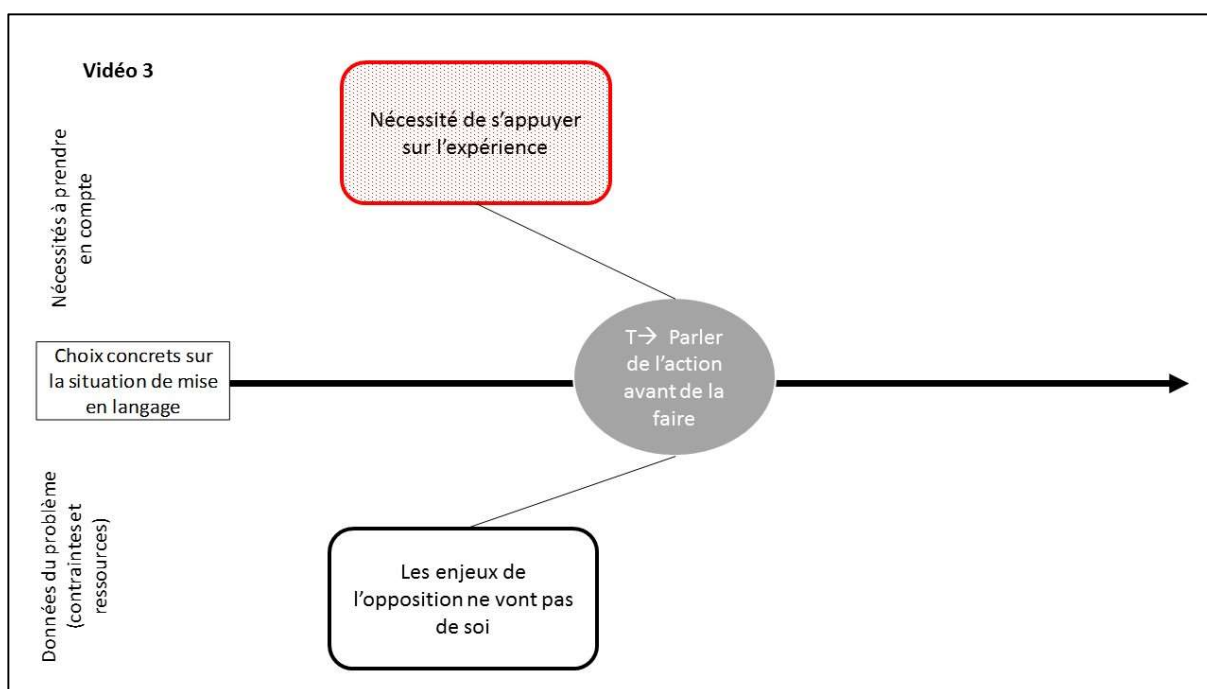 Vidéo 3
Nécessité de s'appuyer
sur l'expérience
Nécessités à prendre
en compte
T→ Parler
de l'action
avant de la
faire
Choix concrets sur
la situation de mise
en langage
Données du problème
(contraintes et
ressources)
Les enjeux de
l'opposition ne vont pas
de soi